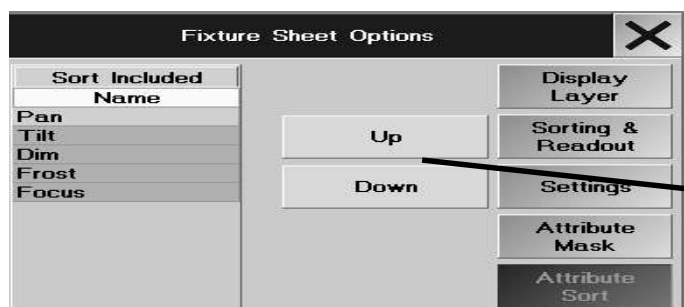 Fixture Sheet Options
Sort Included
Name
Pan
Tilt
Dim
Frost
Focus
Up
Down
Display
Layer
Sorting &
Readout
Settings
Attribute
Mask
Attribute
Sort